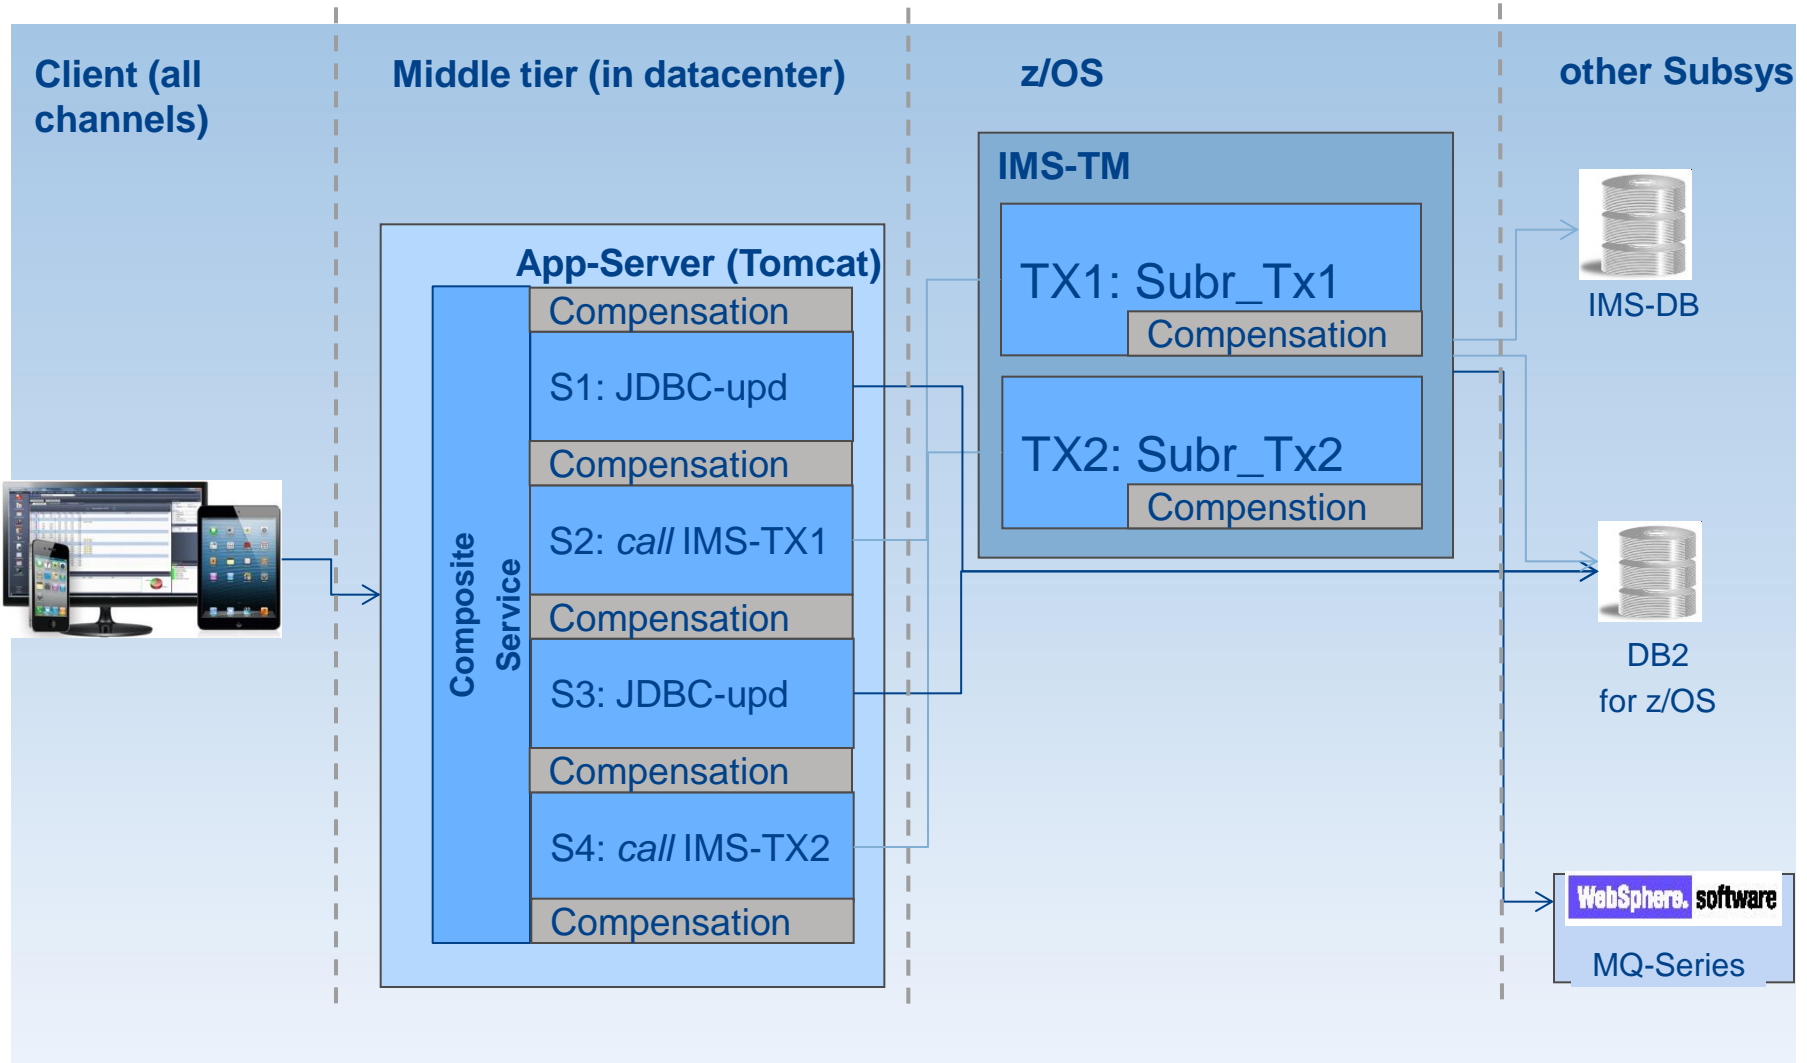 Client (all
channels)
Middle tier (in datacenter)
z/OS
other Subsys
App-Server (Tomcat)
Composite
Service
Compensation
S1: JDBC-upd
Compensation
S2: call IMS-TX1
Compensation
S3: JDBC-upd
Compensation
S4: call IMS-TX2
Compensation
IMS-TM
TX1: Subr_Tx1
Compensation
TX2: Subr_Tx2
Compenstion
IMS-DB
DB2
for z/OS
WebSphere. software
MQ-Series